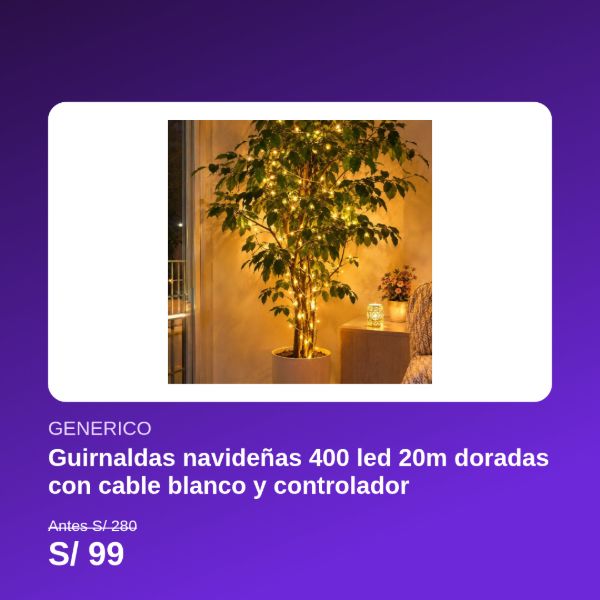 GENERICO
Guirnaldas navideñas 400 led 20m doradas
con cable blanco y controlador
Antes S/ 280
S/ 99